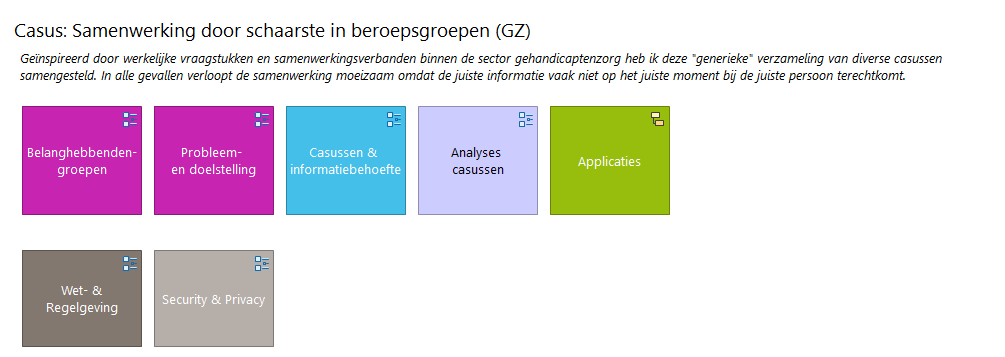 Casus: Samenwerking door schaarste in beroepsgroepen (GZ)
Geïnspireerd door werkelijke vraagstukken en samenwerkingsverbanden binnen de sector gehandicaptenzorg heb ik deze "generieke" verzameling van diverse casussen
samengesteld. In alle gevallen verloopt de samenwerking moeizaam omdat de juiste informatie vaak niet op het juiste moment bij de juiste persoon terechtkomt.
Belanghebbenden-
groepen
Probleem-
en doelstelling
Casussen &
informatiebehoefte
Analyses
casussen
Applicaties
Wet- &
Regelgeving
Security & Privacy